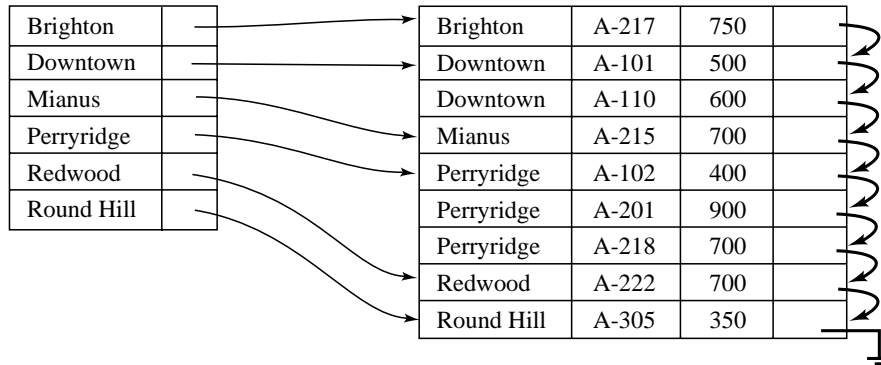 Brighton
Downtown
Mianus
Perryridge
Redwood
Round Hill
Brighton A-217 750
Downtown A-101 500
Downtown A-110 600
Mianus A-215 700
Perryridge A-102 400
Perryridge A-201 900
Perryridge A-218 700
Redwood A-222 700
Round Hill A-305 350